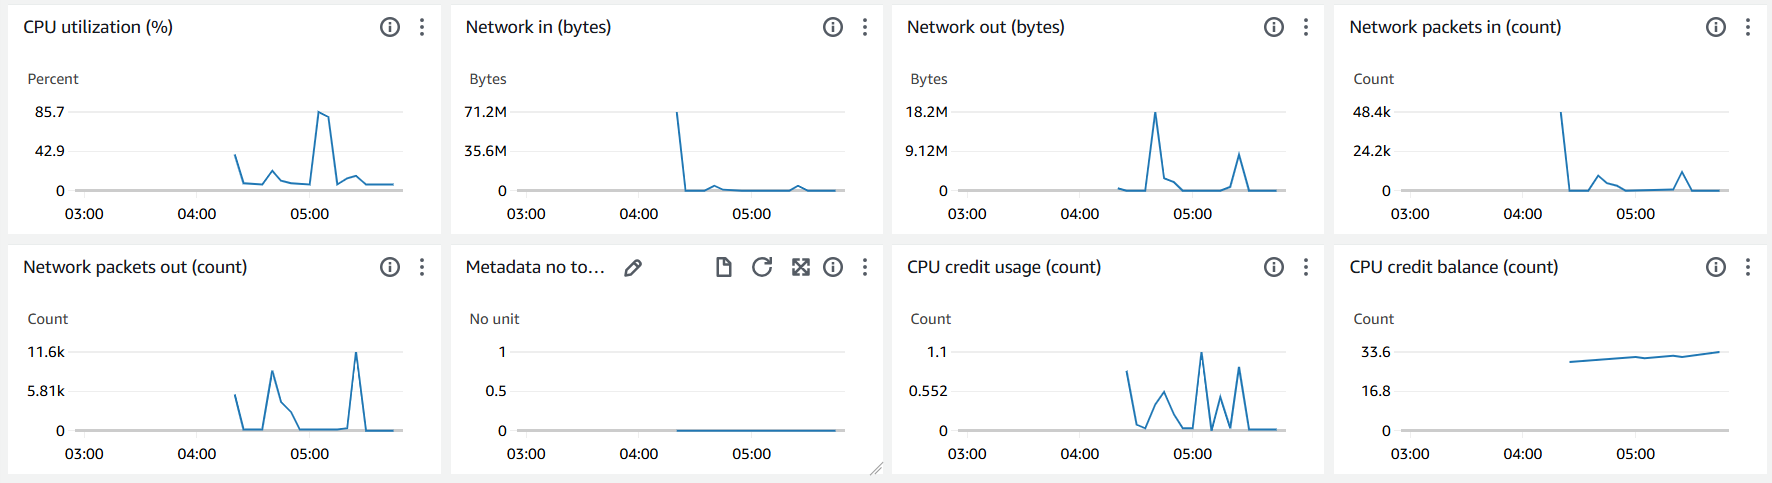 CPU utilization (%)
Percent
85.7
42.9
0
03:00 04:00 05:00
Network in (bytes)
Bytes
71.2M
35.6M
0
03:00 04:00 05:00
Network out (bytes)
Bytes
18.2M
9.12M
0
03:00 04:00 05:00
Network packets in (count)
Count
48.4k
24.2k
0
03:00 04:00 05:00
Network packets out (count)
Count
11.6k
5.81k
0
03:00 04:00 05:00
Metadata no to...
No unit
1
0.5
0
03:00 04:00 05:00
CPU credit usage (count)
Count
1.1
0.552
0
03:00 04:00 05:00
CPU credit balance (count)
Count
33.6
16.8
0
03:00 04:00 05:00